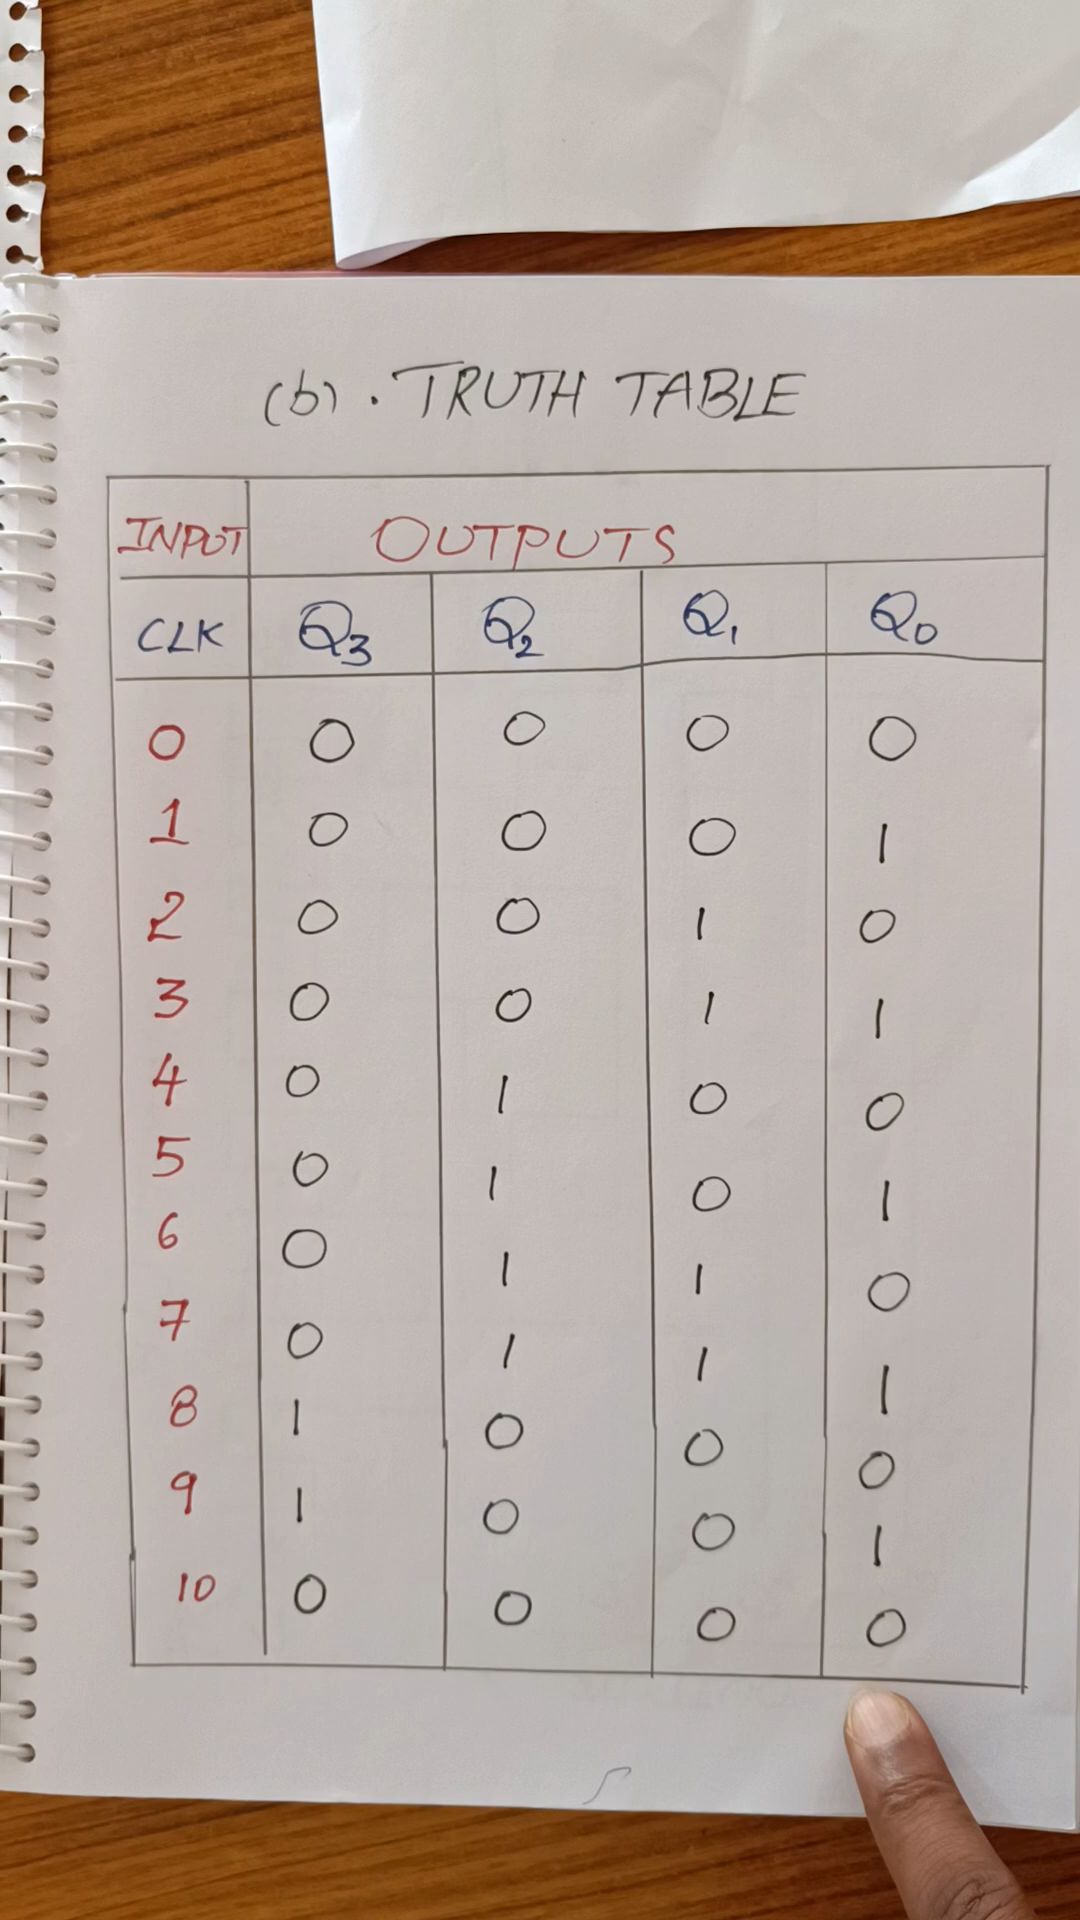 (b). TRUTH TABLE
INPUT OUTPUTS
CLK Q3 Q2 Q1 Q0
0 0 0 0 0
1 0 0 0 1
2 0 0 1 0
3 0 0 1 1
4 0 1 0 0
5 0 1 0 1
6 0 1 1 0
7 0 1 1 1
8 1 0 0 0
9 1 0 0 1
10 0 0 0 0